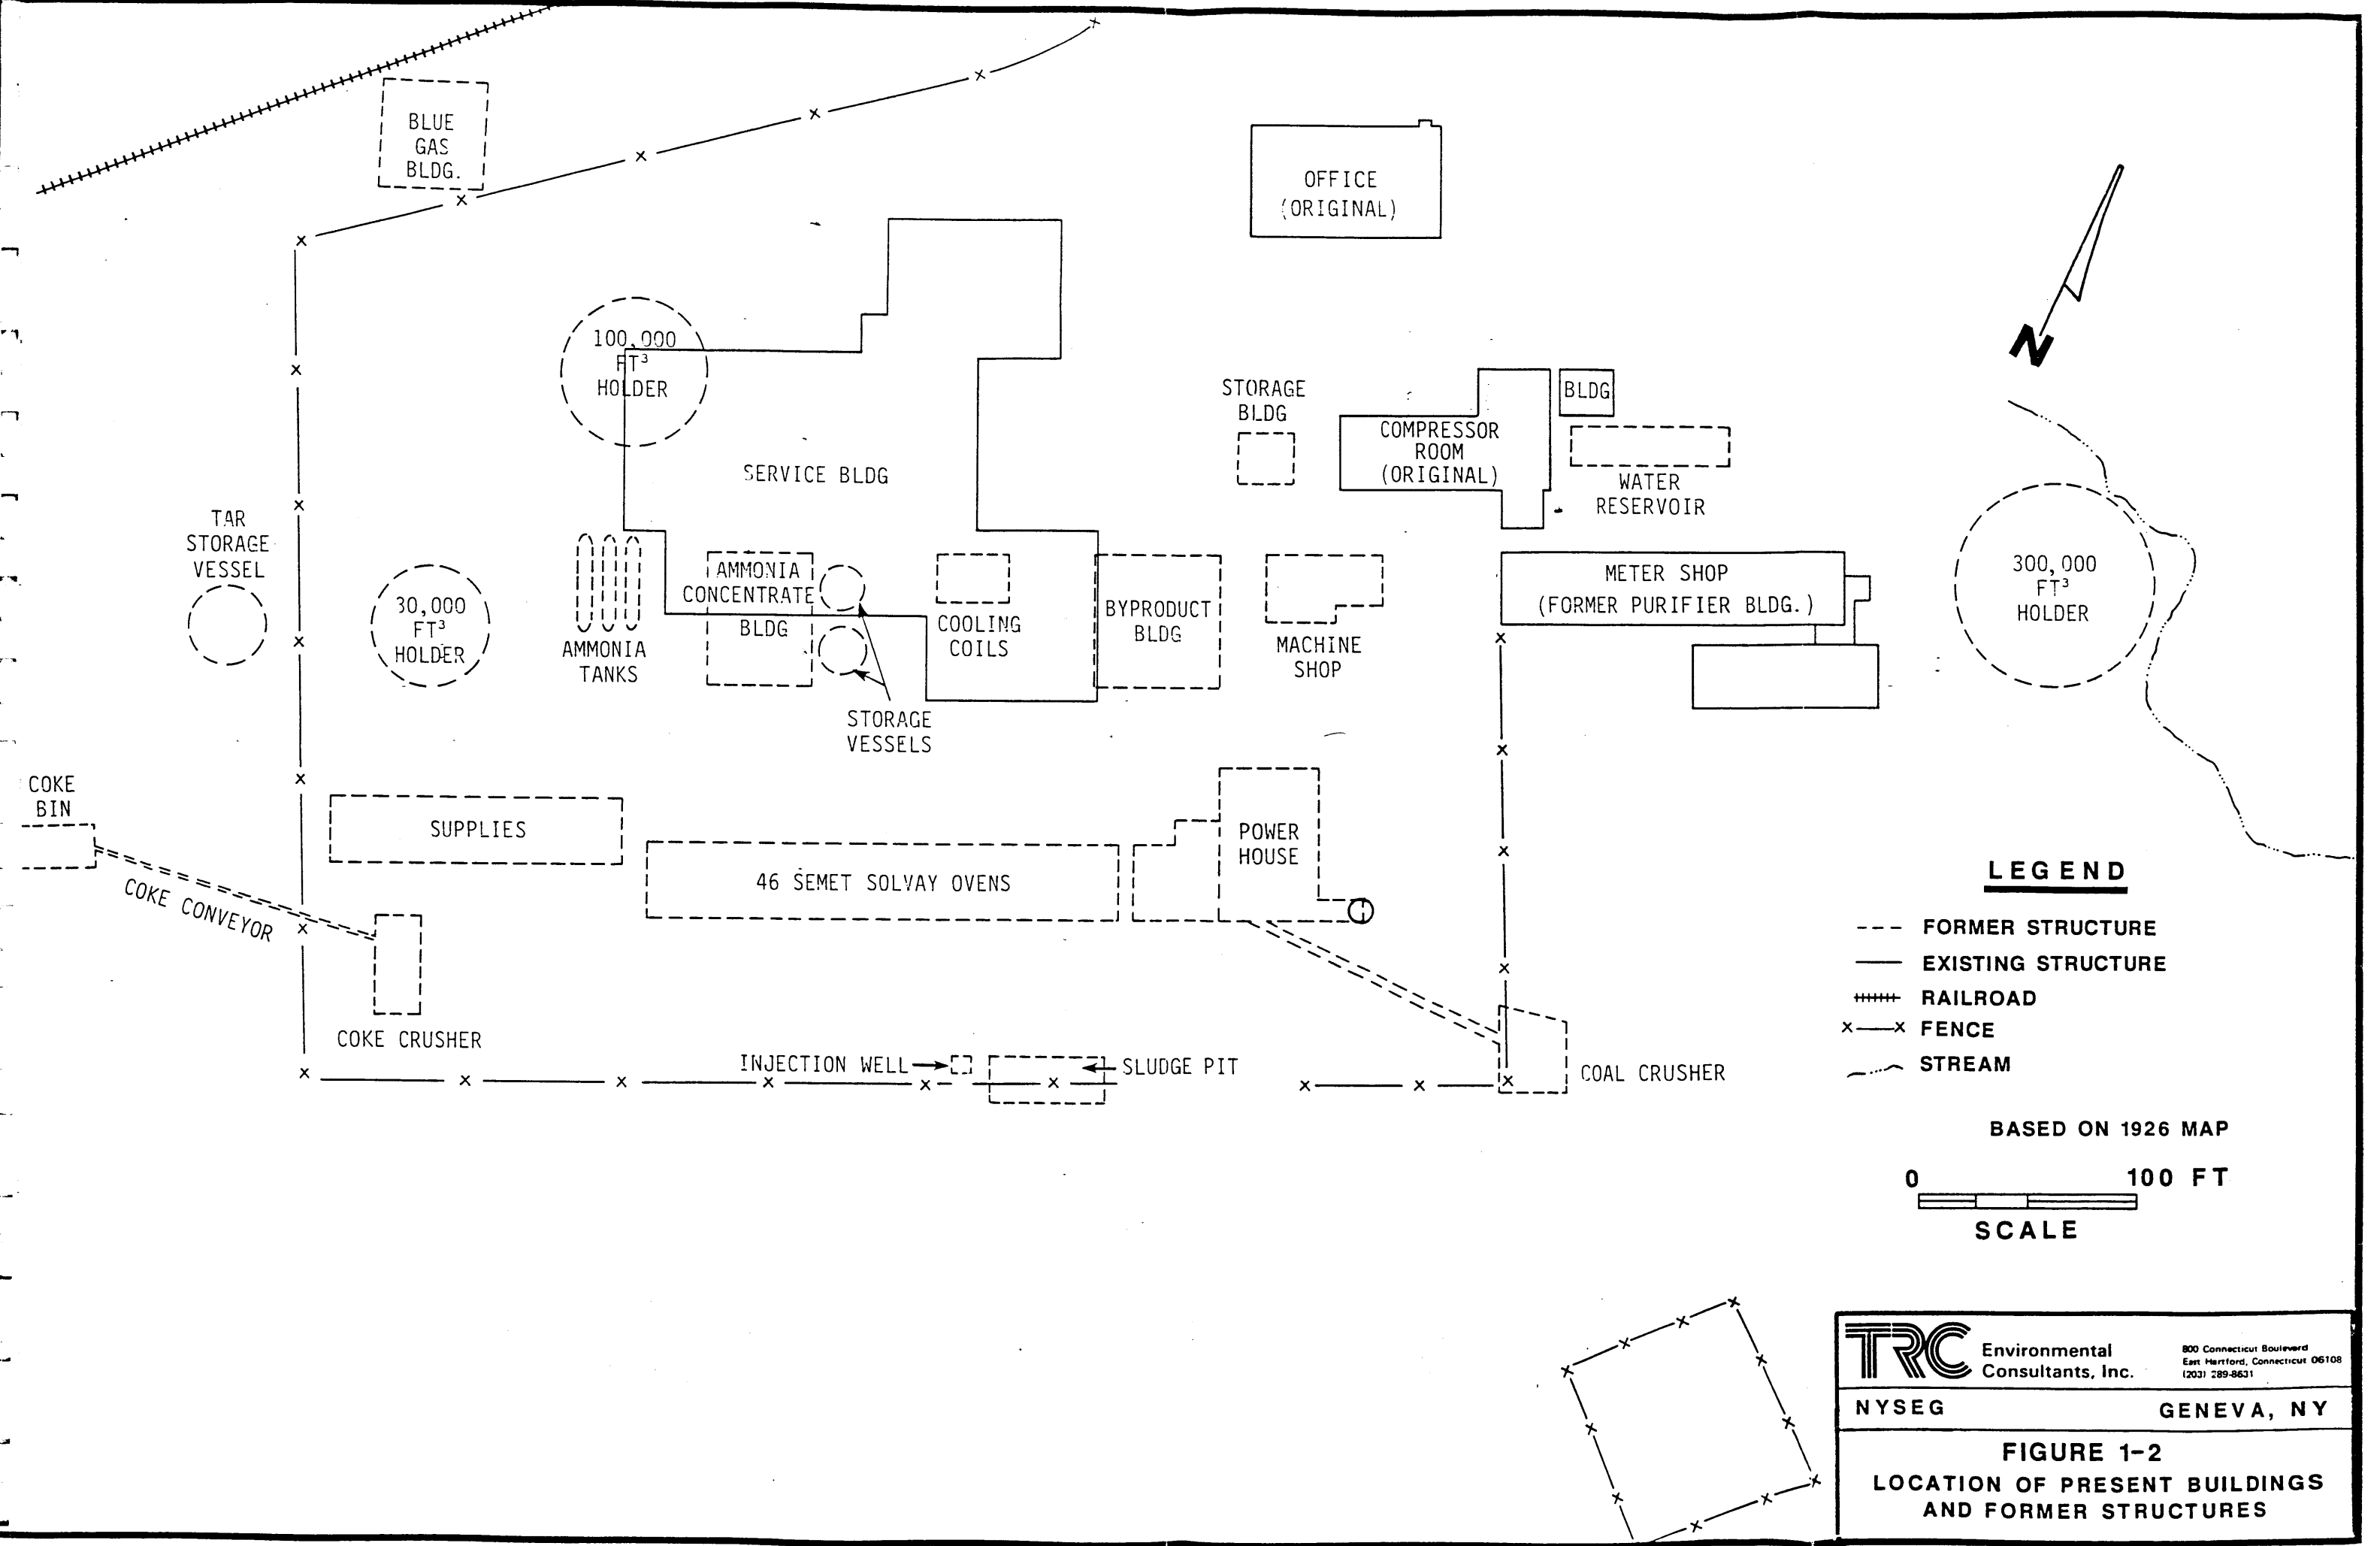 BLUE
GAS
BLDG.
OFFICE
(ORIGINAL)
N
100,000
FT³
HOLDER
STORAGE
BLDG
COMPRESSOR
ROOM
(ORIGINAL)
BLDG
WATER
RESERVOIR
SERVICE BLDG
TAR
STORAGE
VESSEL
30,000
FT³
HOLDER
AMMONIA
TANKS
AMMONIA
CONCENTRATE
BLDG
STORAGE
VESSELS
COOLING
COILS
BYPRODUCT
BLDG
MACHINE
SHOP
METER SHOP
(FORMER PURIFIER BLDG.)
300,000
FT³
HOLDER
COKE
BIN
COKE CONVEYOR
SUPPLIES
46 SEMET SOLVAY OVENS
POWER
HOUSE
COKE CRUSHER
INJECTION WELL
SLUDGE PIT
COAL CRUSHER
LEGEND
FORMER STRUCTURE
EXISTING STRUCTURE
RAILROAD
X—X FENCE
STREAM
BASED ON 1926 MAP
0 100 FT
SCALE
TRC Environmental
Consultants, Inc.
800 Connecticut Boulevard
East Hartford, Connecticut 06108
(203) 289-8631
NYSEG GENEVA, NY
FIGURE 1-2
LOCATION OF PRESENT BUILDINGS
AND FORMER STRUCTURES